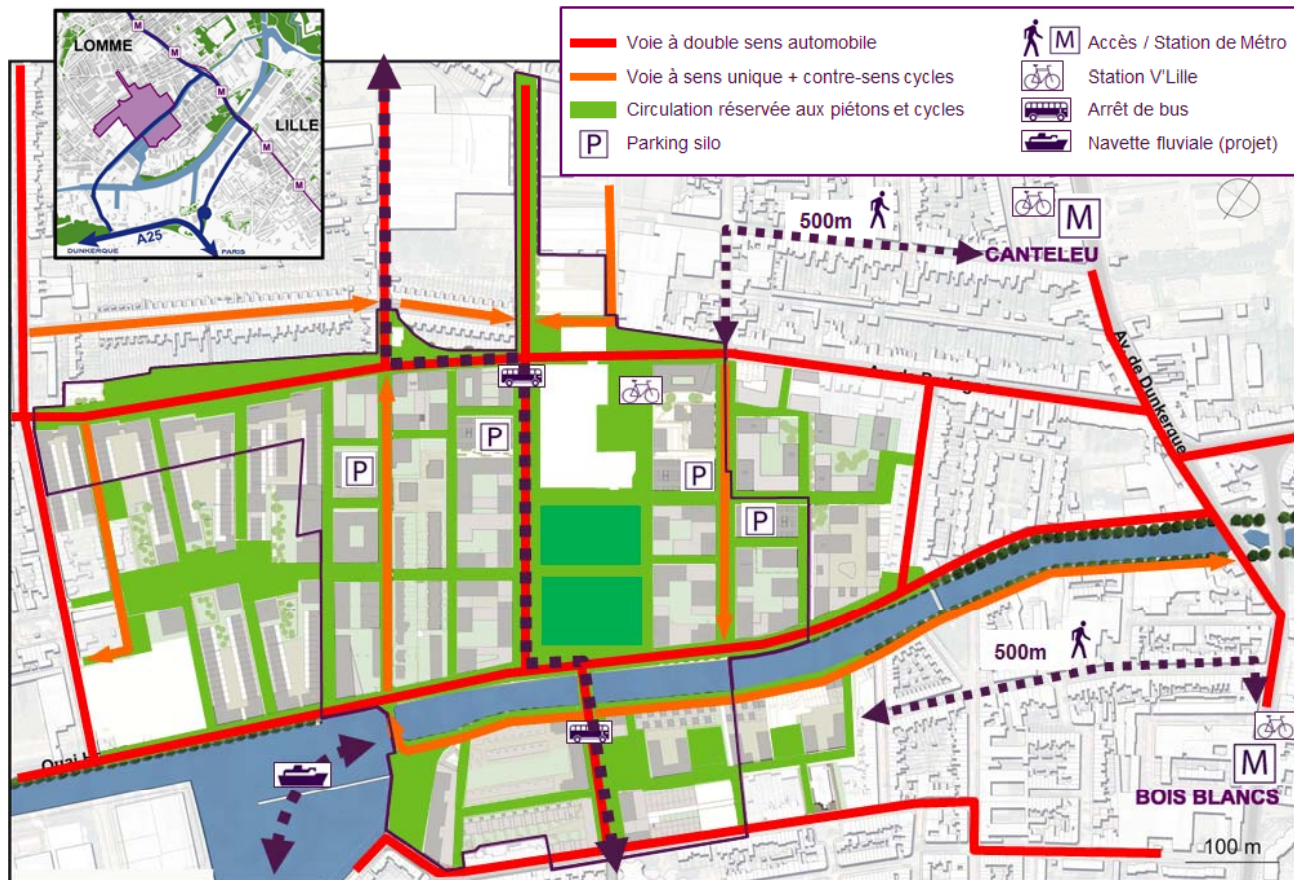 LOMME
M
M
M
LILLE
M
M
A25
DUNKERQUE
PARIS
Voie à double sens automobile
Voie à sens unique + contre-sens cycles
Circulation réservée aux piétons et cycles
P Parking silo
M Accès / Station de Métro
Station V'Lille
Arrêt de bus
Navette fluviale (projet)
500m
M
CANTELEU
Av. de Dunkerque
P
P
P
P
500m
Quai
M
BOIS BLANCS
100 m